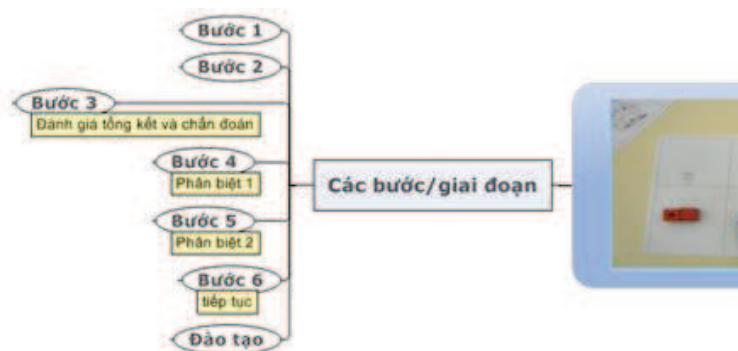 Bước 1
Bước 2
Bước 3
Đánh giá tổng kết và chẩn đoán
Bước 4
Phân biệt 1
Bước 5
Phân biệt 2
Bước 6
tiếp tục
Đào tạo
Các bước/giai đoạn